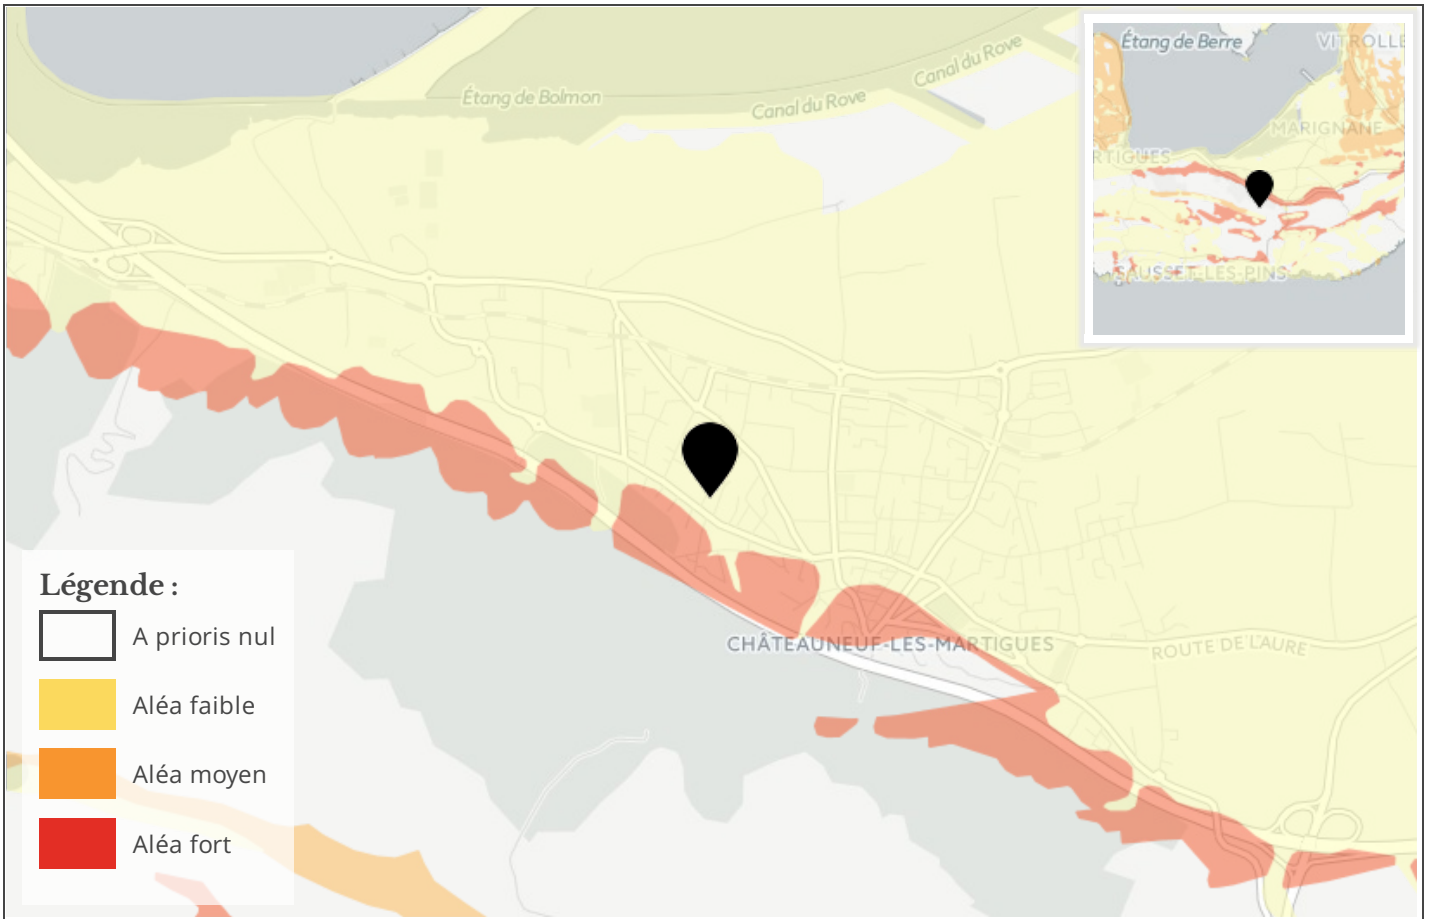 Étang de Berre
VITROLLE
MARIGNANE
RTIGUES
SAUSSET-LES-PINS
Canal du Rove
Étang de Bolmon
Canal du Rove
CHÂTEAUNEUF-LES-MARTIGUES
ROUTE DE LAURE
Légende :
A prioris nul
Aléa faible
Aléa moyen
Aléa fort